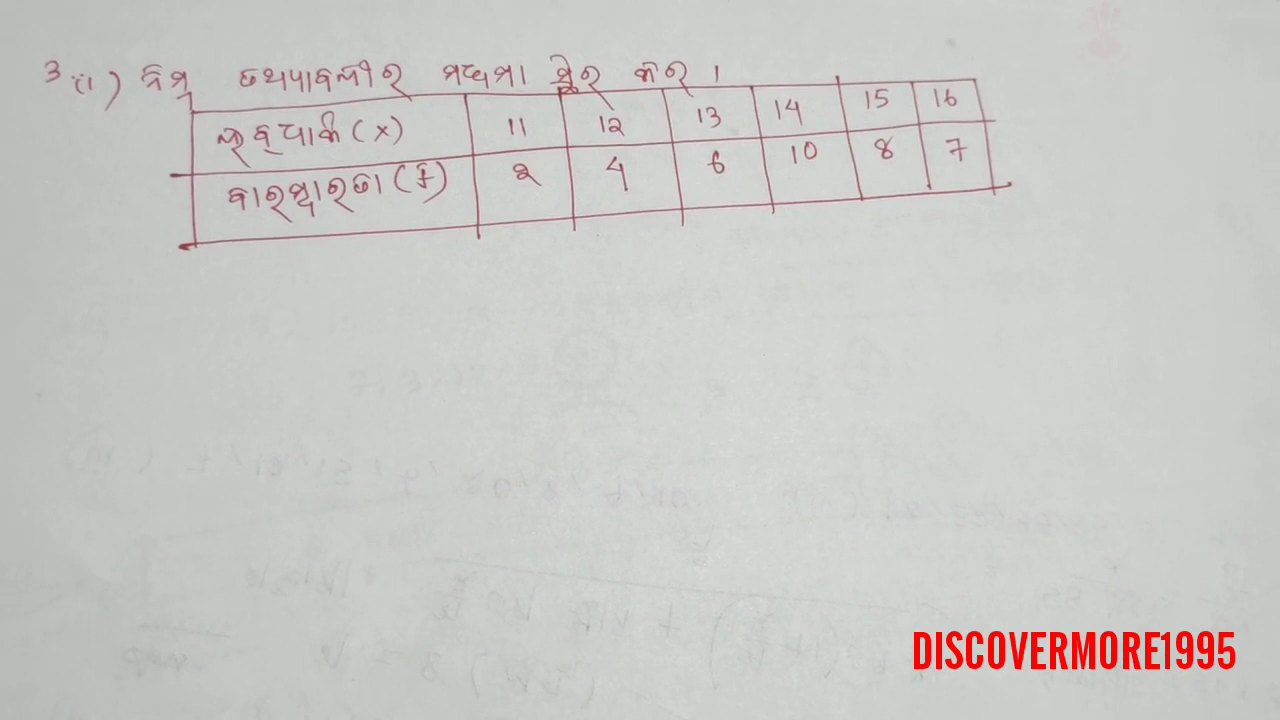 3 (i) ନିମ୍ନ ତଥ୍ୟାବଳୀର ମଧ୍ୟମା ସ୍ଥିର କର ।
ଲବ୍ଧାଙ୍କ (x) 11 12 13 14 15 16
ବାରମ୍ବାରତା (f) 2 4 6 10 8 7
DISCOVERMORE1995